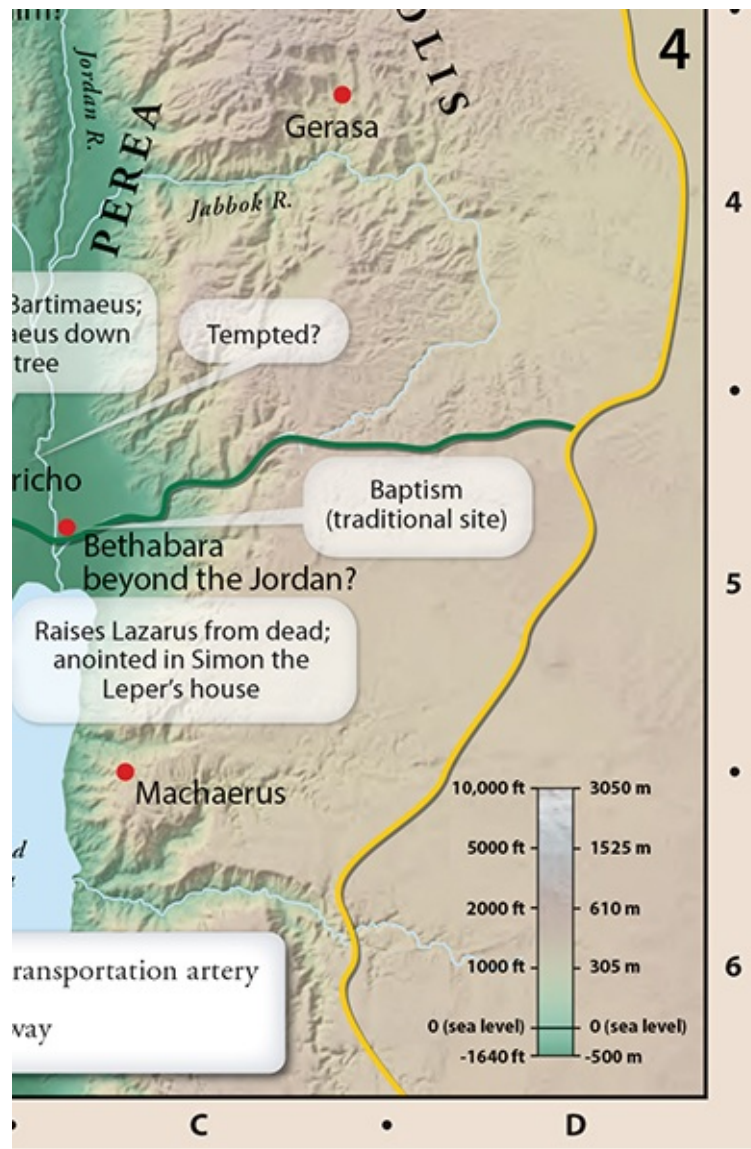 OLIS
4
Jordan R.
PEREA
Gerasa
4
Jabbok R.
Bartimaeus;
aeus down
tree
Tempted?
richo
Baptism
(traditional site)
Bethabara
beyond the Jordan?
5
Raises Lazarus from dead;
anointed in Simon the
Leper's house
Machaerus
10,000 ft 3050 m
5000 ft 1525 m
2000 ft 610 m
1000 ft 305 m
0 (sea level) 0 (sea level)
-1640 ft -500 m
d
6
ransportation artery
way
C
D